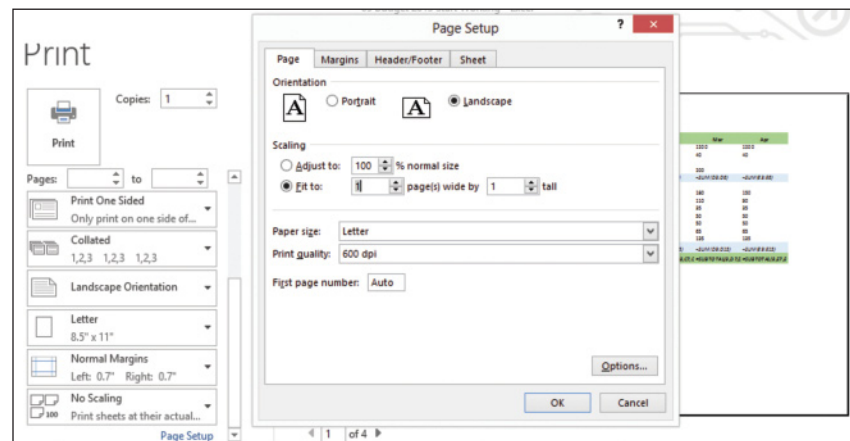 Page Setup
? ×
Print
Copies: 1
Print
Pages: to
Print One Sided
Only print on one side of...
Collated
1,2,3 1,2,3 1,2,3
Landscape Orientation
Letter
8.5" x 11"
Normal Margins
Left: 0.7" Right: 0.7"
No Scaling
100
Print sheets at their actual...
Page Setup
Page Margins Header/Footer Sheet
Orientation
A Portrait A Landscape
Scaling
Adjust to: 100 % normal size
Fit to: 1 page(s) wide by 1 tall
Paper size: Letter
Print quality: 600 dpi
First page number: Auto
Options...
OK Cancel
1 of 4
Mar Apr
40 40